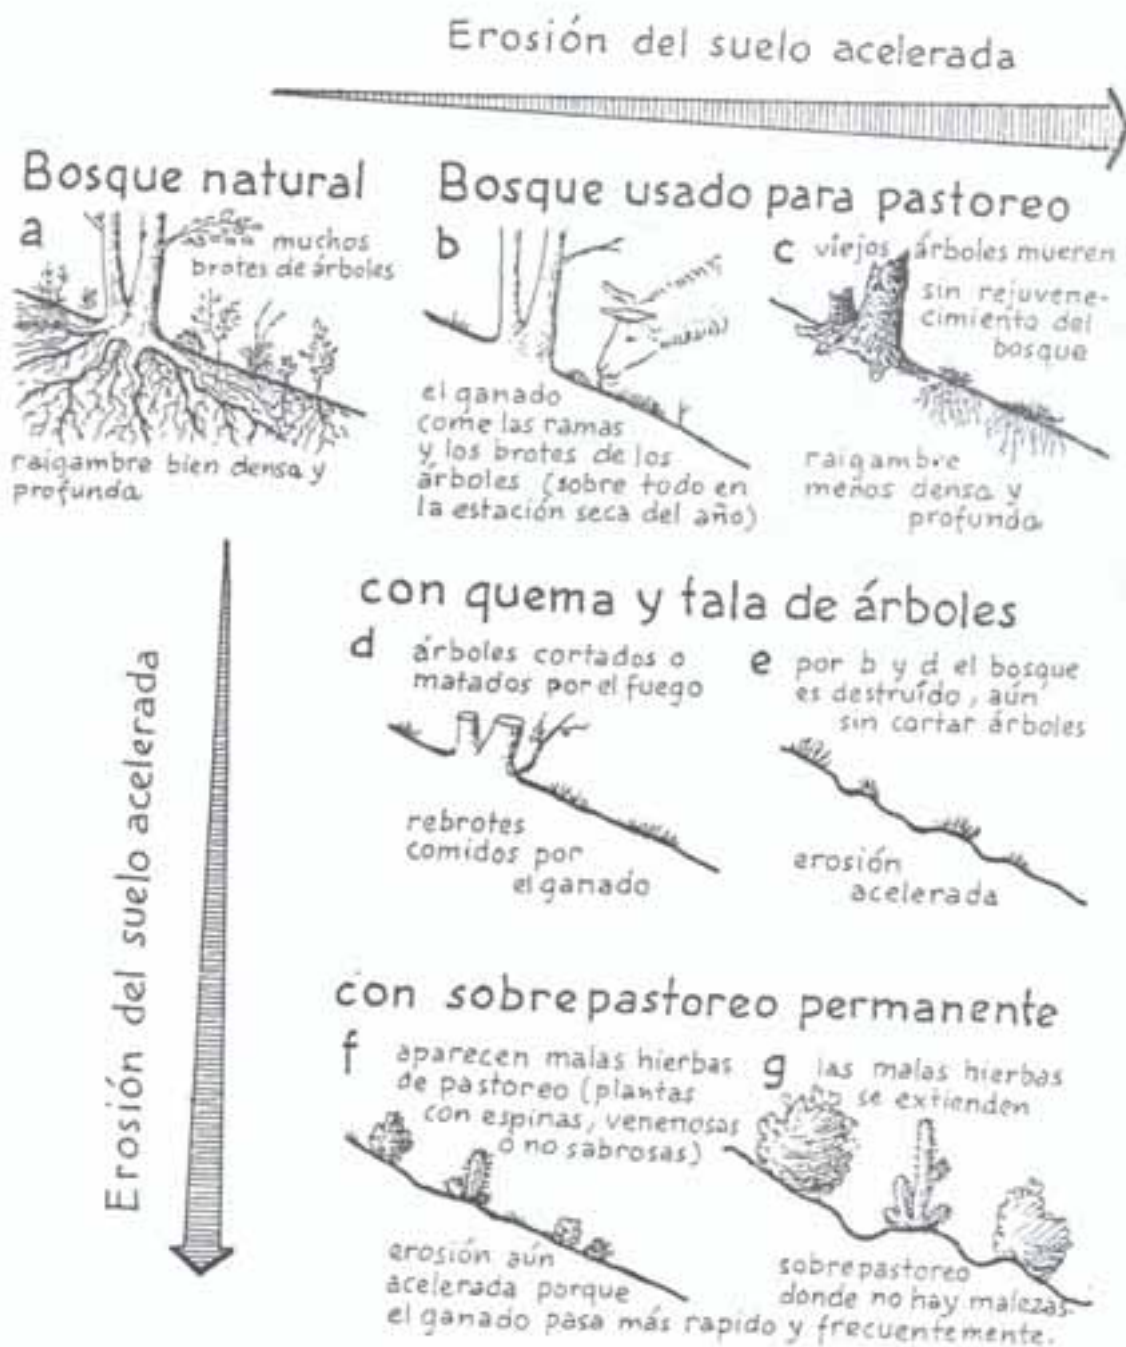 Erosión del suelo acelerada
Bosque natural
a
muchos
brotes de árboles
raigambre bien densa y
profunda
Bosque usado para pastoreo
b
el ganado
come las ramas
y los brotes de los
árboles (sobre todo en
la estación seca del año)
c viejos árboles mueren
sin rejuvene-
cimiento del
bosque
raigambre
menos densa y
profunda
Erosión del suelo acelerada
con quema y tala de árboles
d árboles cortados o
matados por el fuego
rebrotes
comidos por
el ganado
e por b y d el bosque
es destruído, aún
sin cortar árboles
erosión
acelerada
con sobrepastoreo permanente
f aparecen malas hierbas
de pastoreo (plantas
con espinas, venenosas
ó no sabrosas)
erosión aún
acelerada porque
el ganado pasa más rapido y frecuentemente.
g las malas hierbas
se extienden
sobrepastoreo
donde no hay malezas.